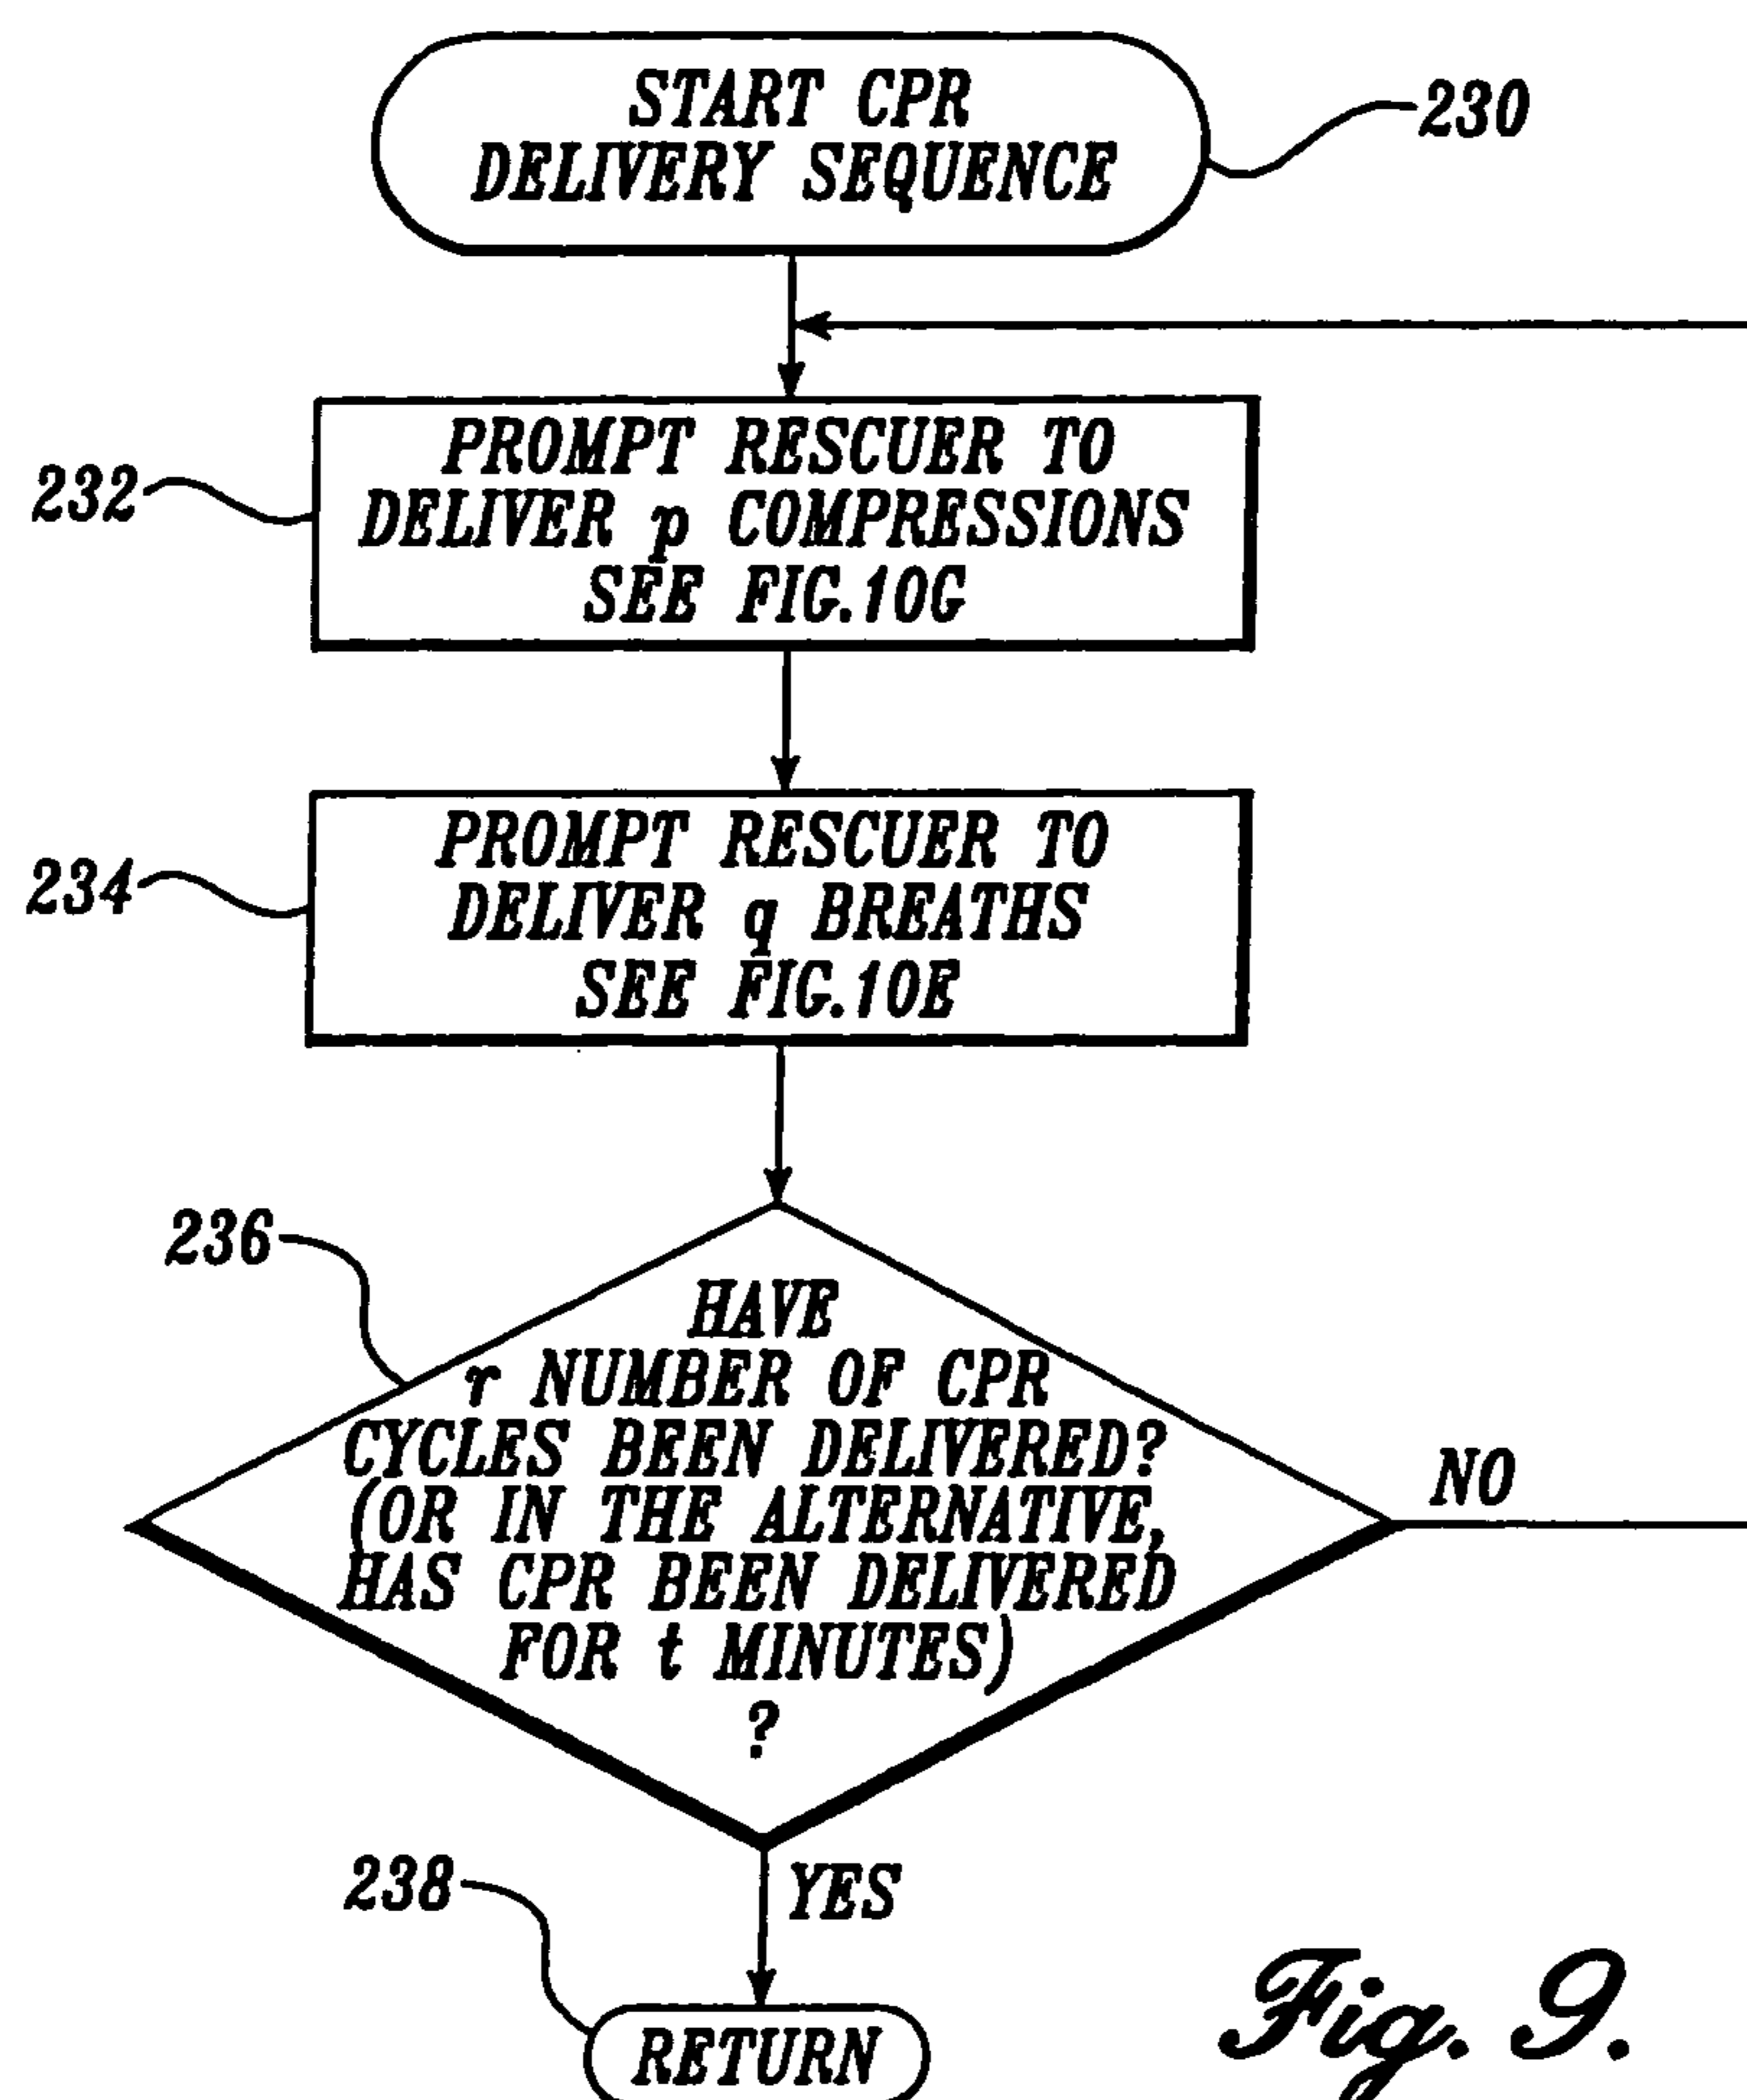 START CPR
DELIVERY SEQUENCE
230
PROMPT RESCUER TO
DELIVER p COMPRESSIONS
SEE FIG.10G
232
PROMPT RESCUER TO
DELIVER q BREATHS
SEE FIG.10E
234
236
HAVE
r NUMBER OF CPR
CYCLES BEEN DELIVERED?
(OR IN THE ALTERNATIVE,
HAS CPR BEEN DELIVERED
FOR t MINUTES)
?
NO
YES
238
RETURN
Fig. 9.